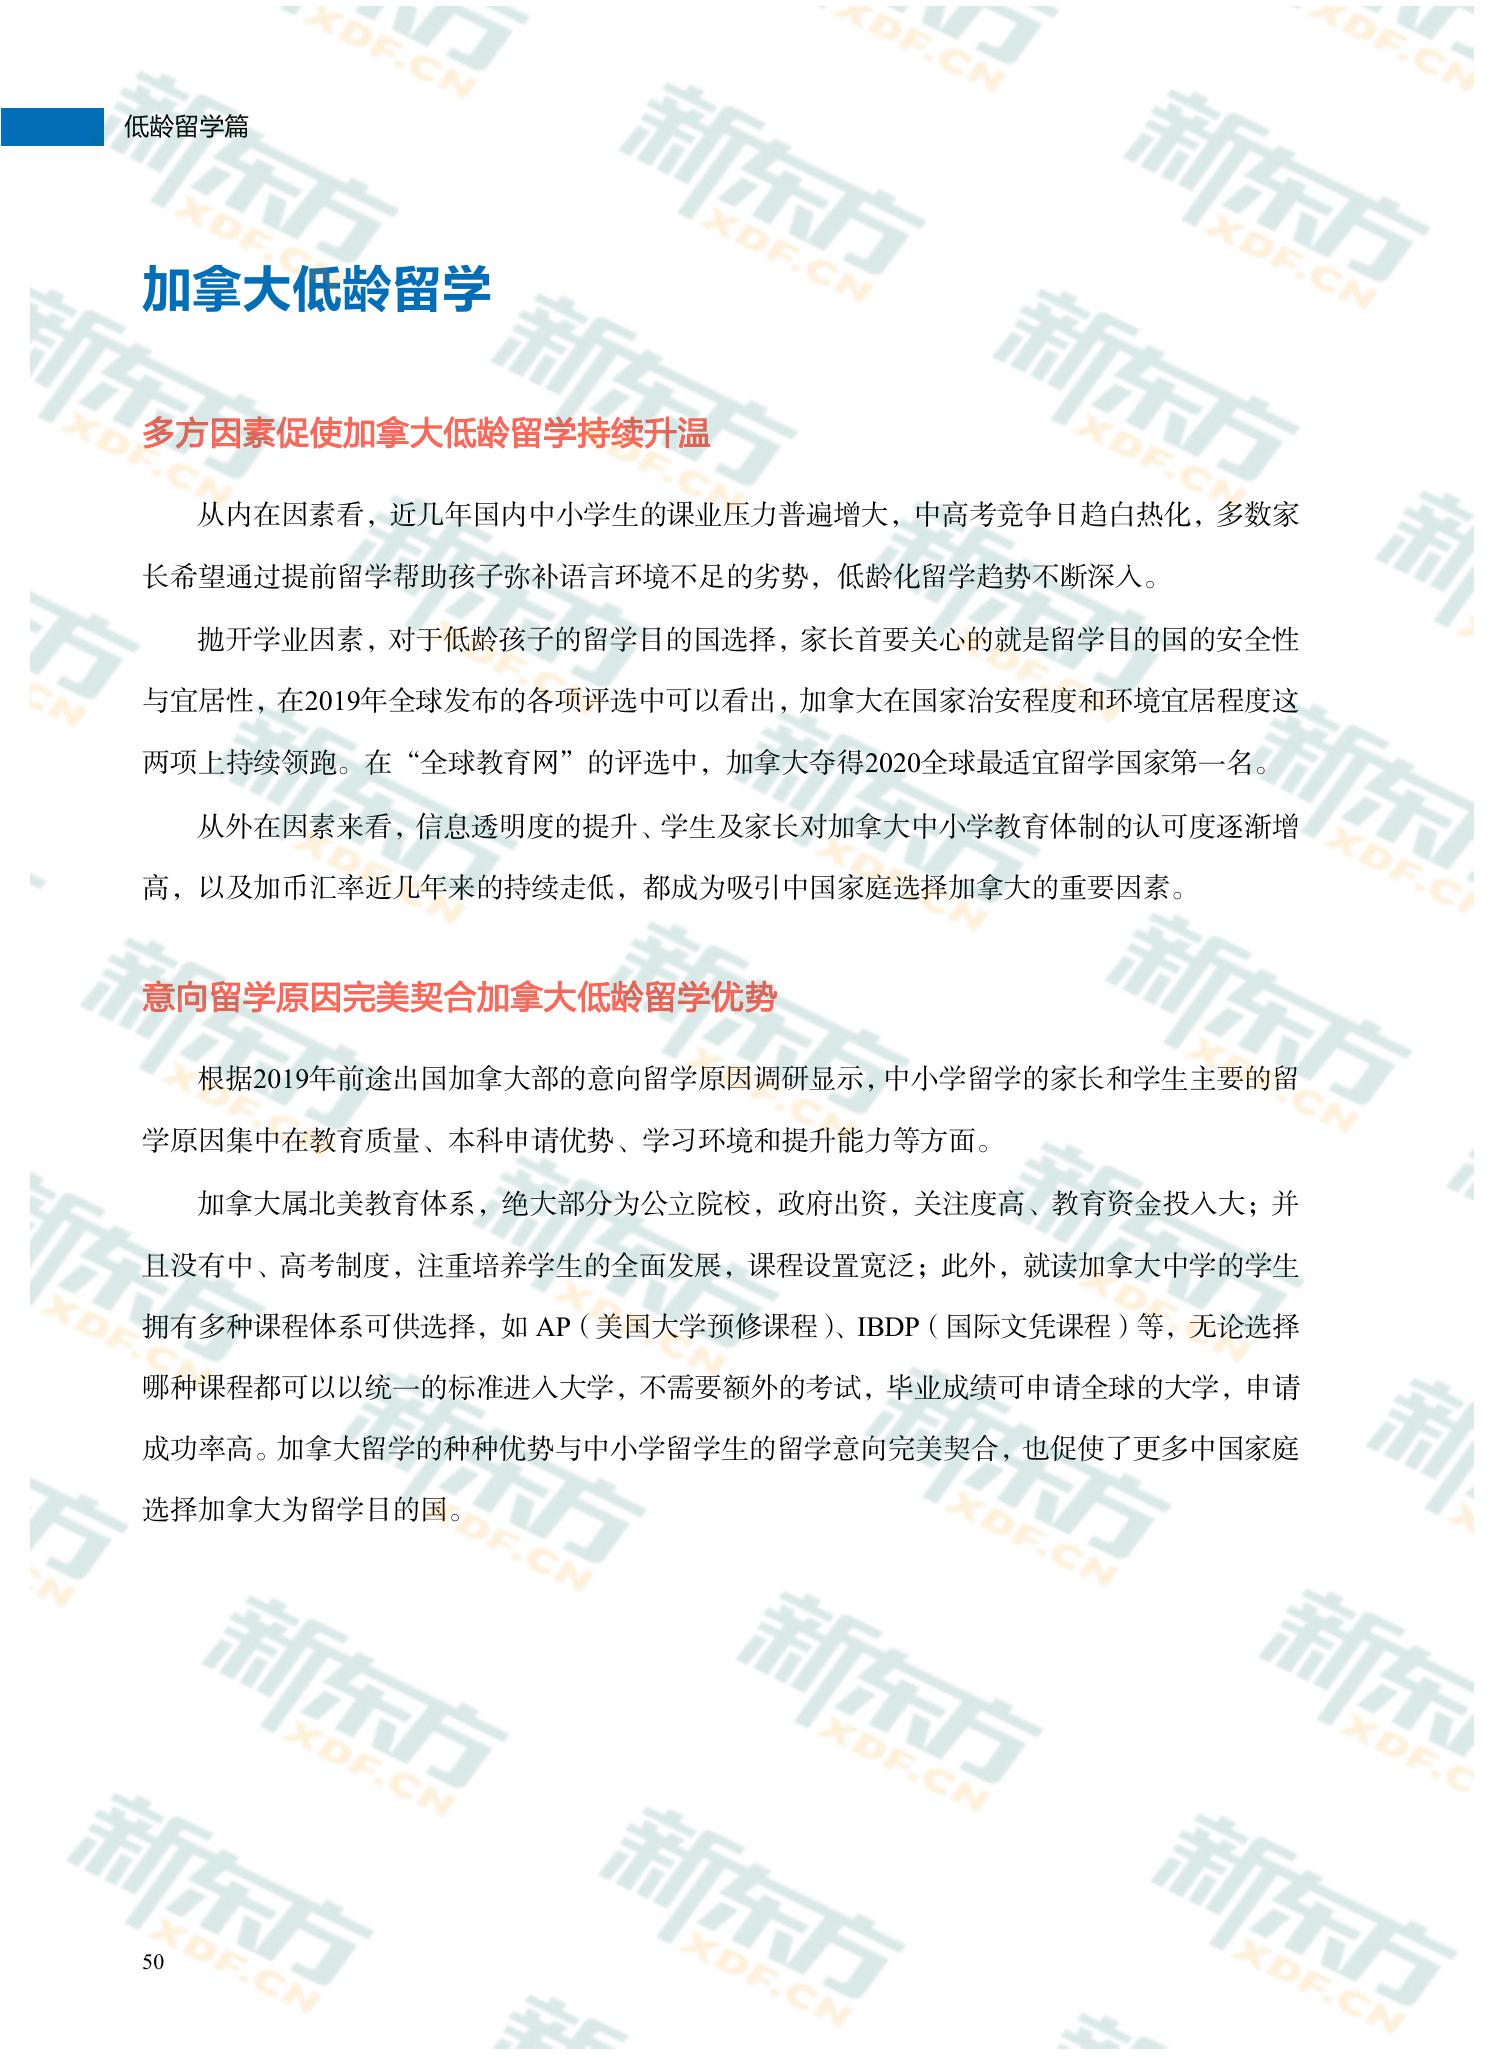 低龄留学篇
加拿大低龄留学
多方因素促使加拿大低龄留学持续升温
从内在因素看，近几年国内中小学生的课业压力普遍增大，中高考竞争日趋白热化，多数家
长希望通过提前留学帮助孩子弥补语言环境不足的劣势，低龄化留学趋势不断深入。
抛开学业因素，对于低龄孩子的留学目的国选择，家长首要关心的就是留学目的国的安全性
与宜居性，在2019年全球发布的各项评选中可以看出，加拿大在国家治安程度和环境宜居程度这
两项上持续领跑。在“全球教育网”的评选中，加拿大夺得2020全球最适宜留学国家第一名。
从外在因素来看，信息透明度的提升、学生及家长对加拿大中小学教育体制的认可度逐渐增
高，以及加币汇率近几年来的持续走低，都成为吸引中国家庭选择加拿大的重要因素。
意向留学原因完美契合加拿大低龄留学优势
根据2019年前途出国加拿大部的意向留学原因调研显示，中小学留学的家长和学生主要的留
学原因集中在教育质量、本科申请优势、学习环境和提升能力等方面。
加拿大属北美教育体系，绝大部分为公立院校，政府出资，关注度高、教育资金投入大；并
且没有中、高考制度，注重培养学生的全面发展，课程设置宽泛；此外，就读加拿大中学的学生
拥有多种课程体系可供选择，如 AP（美国大学预修课程）、IBDP（国际文凭课程）等，无论选择
哪种课程都可以以统一的标准进入大学，不需要额外的考试，毕业成绩可申请全球的大学，申请
成功率高。加拿大留学的种种优势与中小学留学生的留学意向完美契合，也促使了更多中国家庭
选择加拿大为留学目的国。
50
新东方
XDF.CN